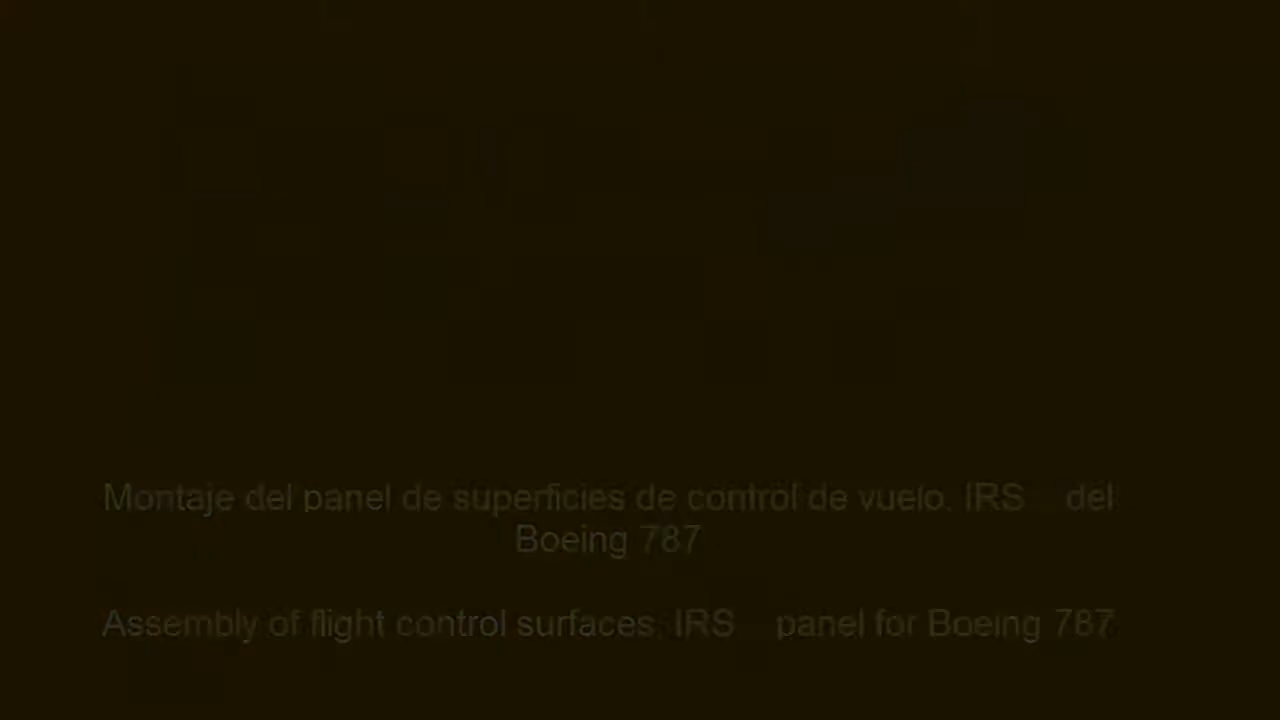 Montaje del panel de superficies de control de vuelo. IRS del
Boeing 787
Assembly of flight control surfaces. IRS panel for Boeing 787